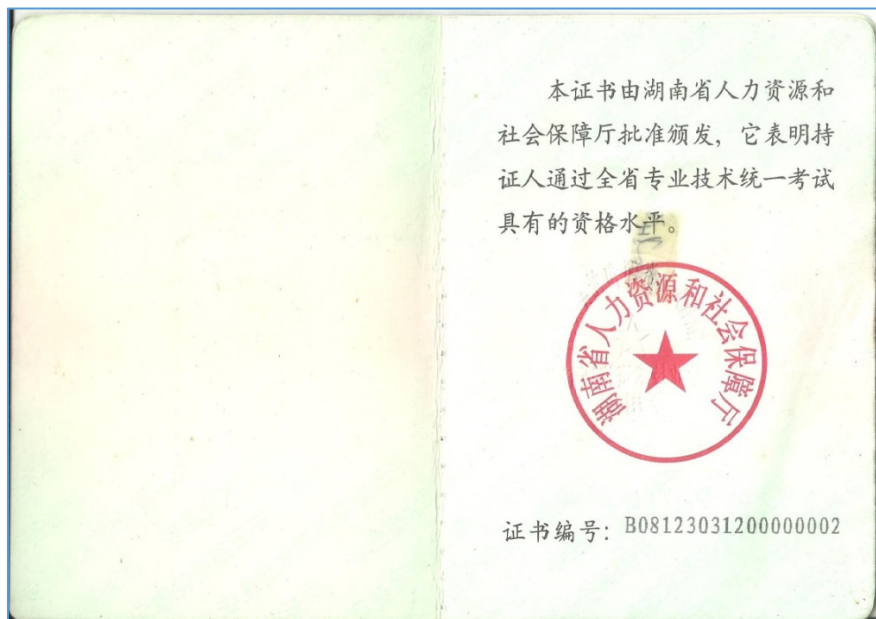 本证书由湖南省人力资源和
社会保障厅批准颁发，它表明持
证人通过全省专业技术统一考试
具有的资格水平。
湖南省人力资源和社会保障厅
证书编号：B08123031200000002